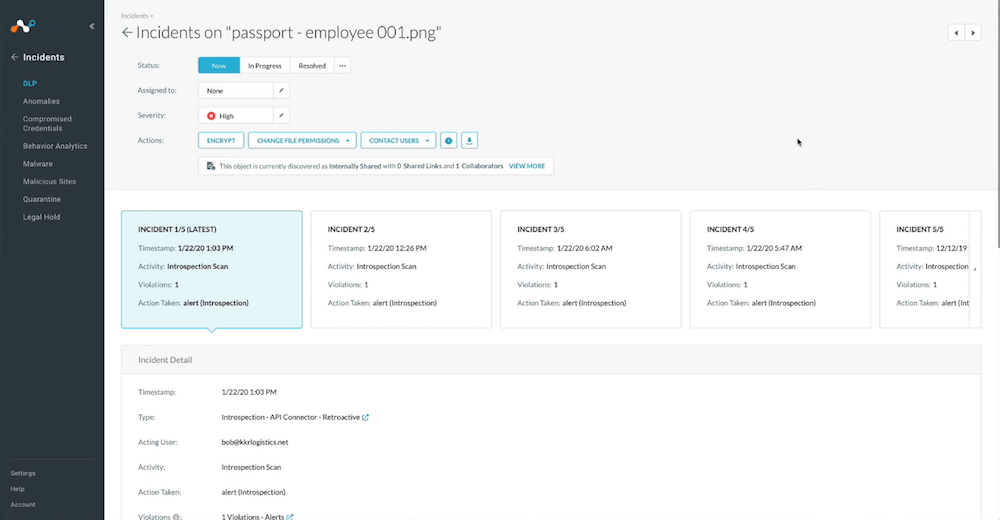 Incidents >
Incidents on "passport - employee 001.png"
Incidents
DLP
Anomalies
Compromised
Credentials
Behavior Analytics
Malware
Malicious Sites
Quarantine
Legal Hold
Settings
Help
Account
Status: New In Progress Resolved ...
Assigned to: None
Severity: High
Actions: ENCRYPT CHANGE FILE PERMISSIONS CONTACT USERS
This object is currently discovered as Internally Shared with 0 Shared Links and 1 Collaborators VIEW MORE
INCIDENT 1/5 (LATEST)
Timestamp: 1/22/20 1:03 PM
Activity: Introspection Scan
Violations: 1
Action Taken: alert (Introspection)
INCIDENT 2/5
Timestamp: 1/22/20 12:26 PM
Activity: Introspection Scan
Violations: 1
Action Taken: alert (Introspection)
INCIDENT 3/5
Timestamp: 1/22/20 6:02 AM
Activity: Introspection Scan
Violations: 1
Action Taken: alert (Introspection)
INCIDENT 4/5
Timestamp: 1/22/20 5:47 AM
Activity: Introspection Scan
Violations: 1
Action Taken: alert (Introspection)
INCIDENT 5/5
Timestamp: 12/12/19
Activity: Introspection
Violations: 1
Action Taken: alert (Int
Incident Detail
Timestamp: 1/22/20 1:03 PM
Type: Introspection - API Connector - Retroactive
Acting User: bob@kkrlogistics.net
Activity: Introspection Scan
Action Taken: alert (Introspection)
Violations: 1 Violations - Alerts